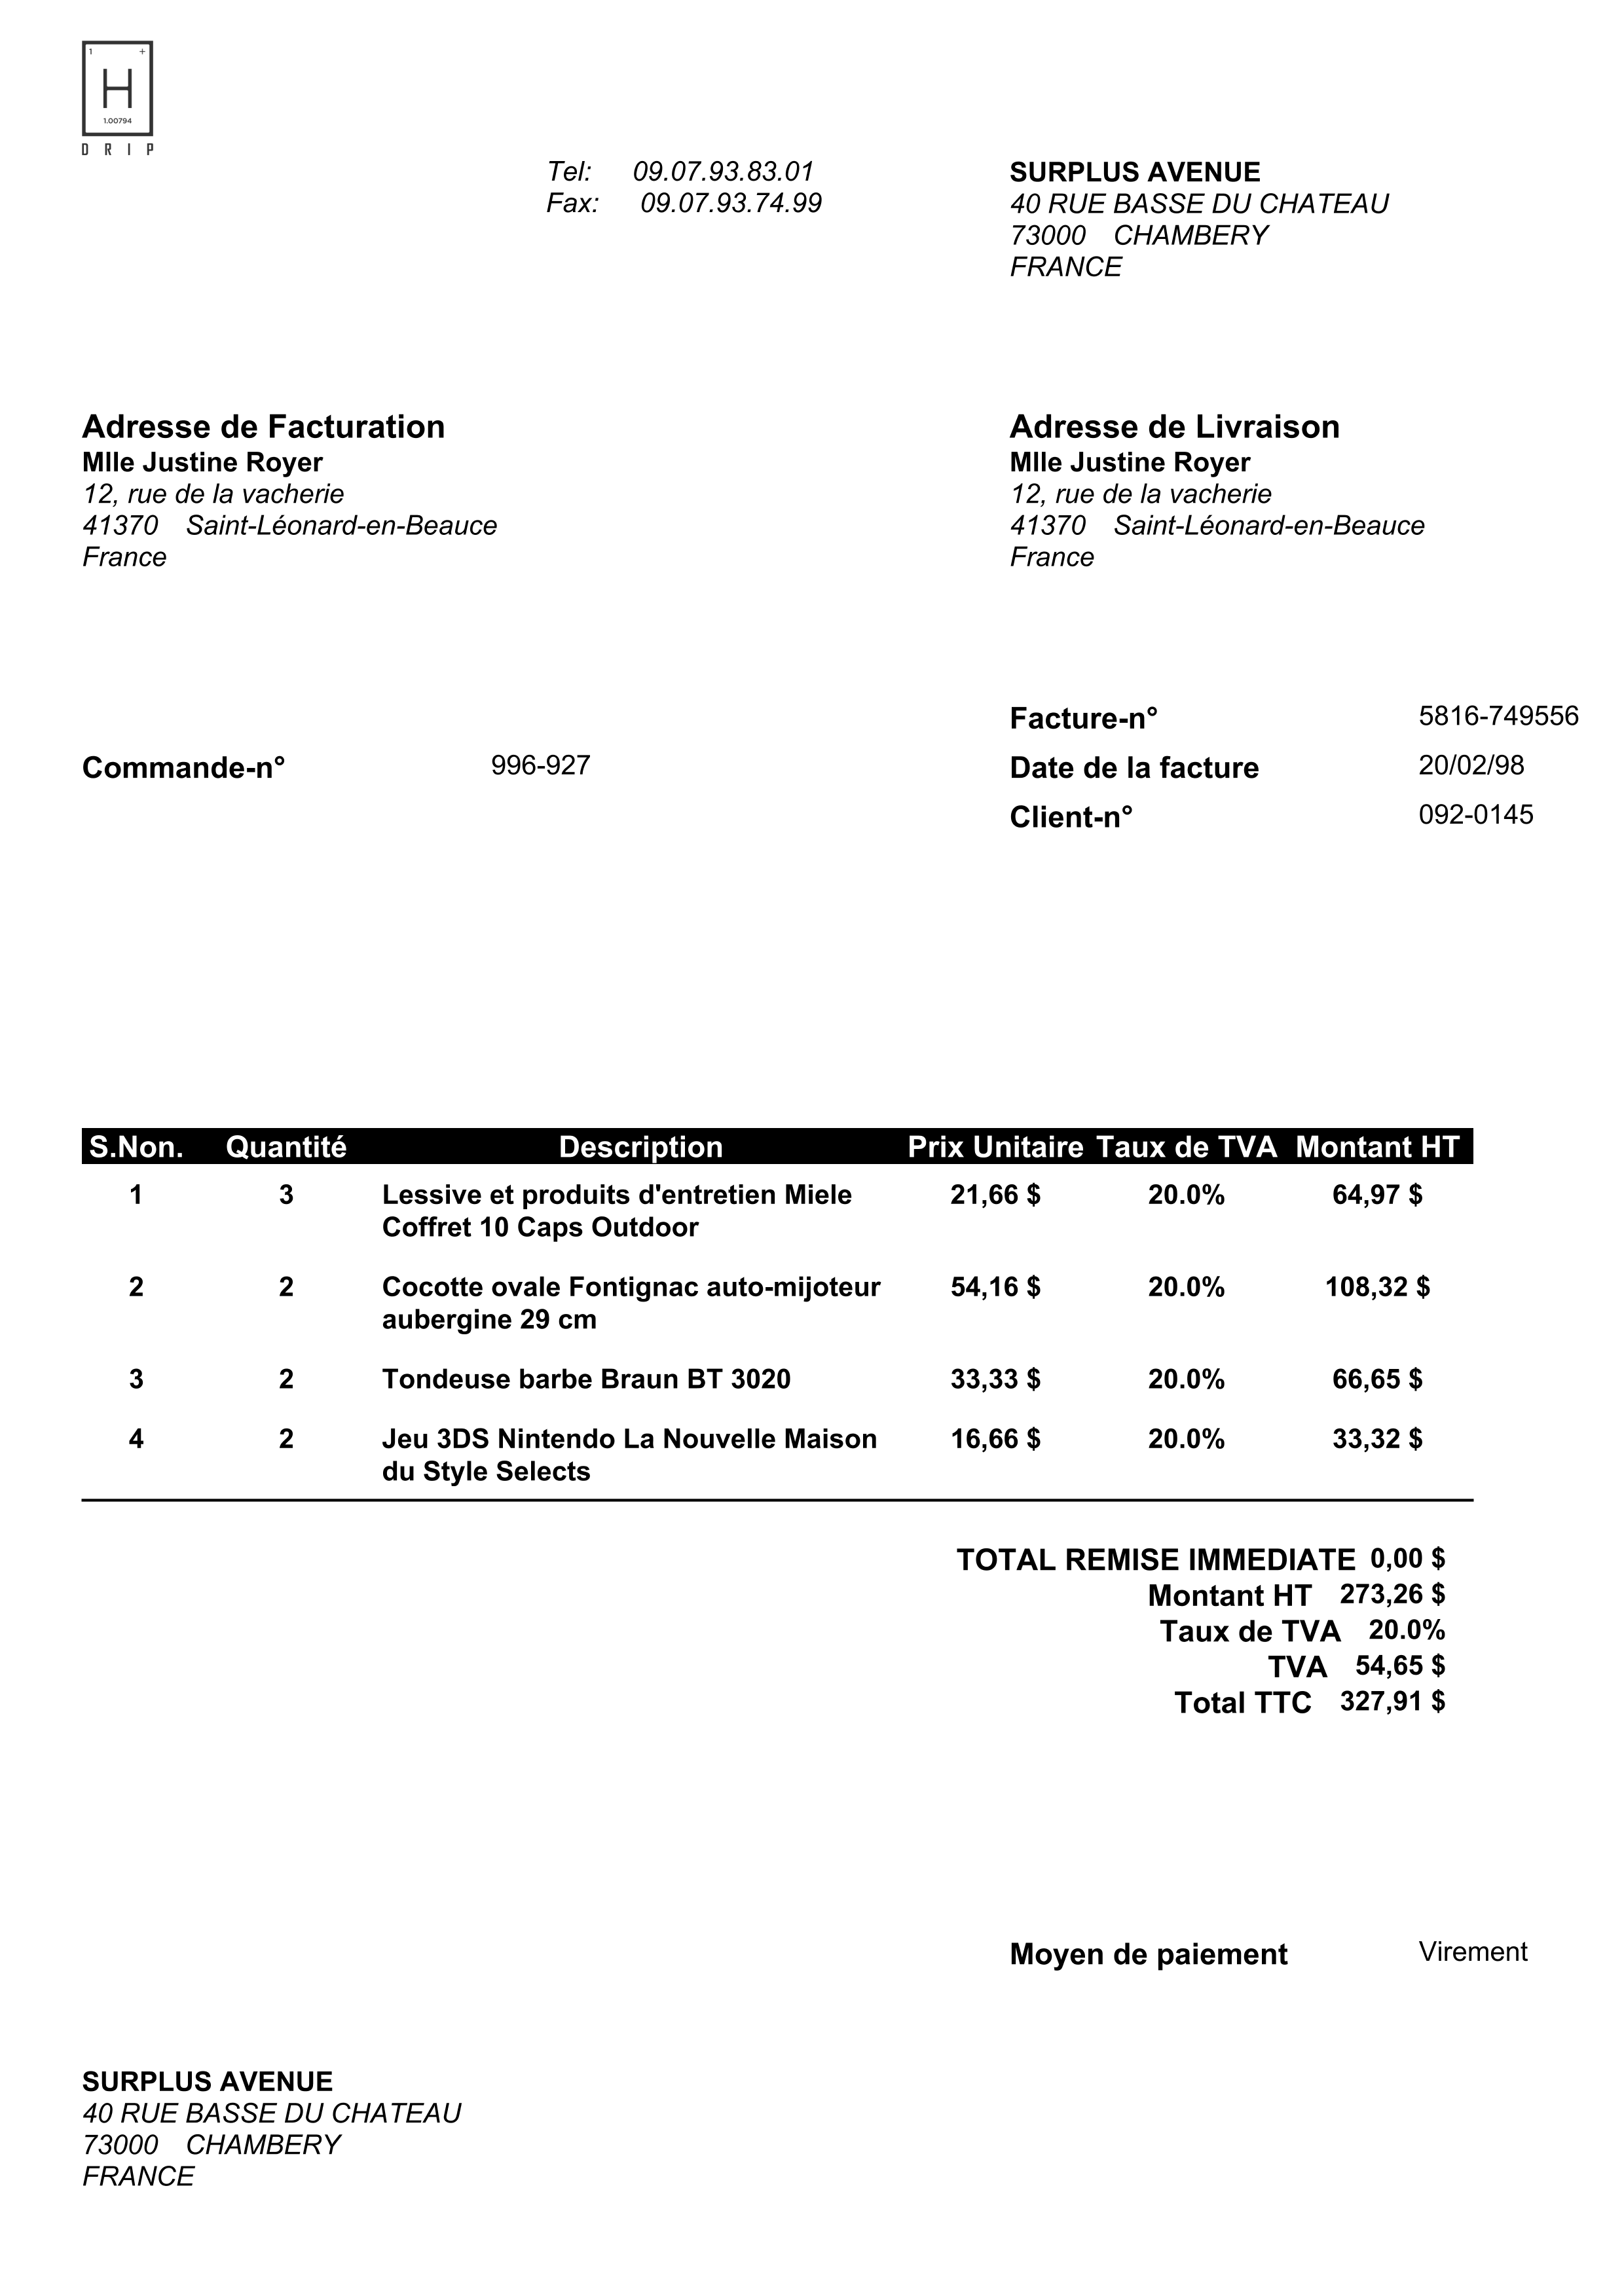 1 +
H
1.00794
DRIP
Tel: 09.07.93.83.01
Fax: 09.07.93.74.99
SURPLUS AVENUE
40 RUE BASSE DU CHATEAU
73000 CHAMBERY
FRANCE
Adresse de Facturation
Mlle Justine Royer
12, rue de la vacherie
41370 Saint-Léonard-en-Beauce
France
Adresse de Livraison
Mlle Justine Royer
12, rue de la vacherie
41370 Saint-Léonard-en-Beauce
France
Commande-n° 996-927
Facture-n° 5816-749556
Date de la facture 20/02/98
Client-n° 092-0145
S.Non. Quantité Description Prix Unitaire Taux de TVA Montant HT
1 3 Lessive et produits d'entretien Miele 21,66 $ 20.0% 64,97 $
Coffret 10 Caps Outdoor
2 2 Cocotte ovale Fontignac auto-mijoteur 54,16 $ 20.0% 108,32 $
aubergine 29 cm
3 2 Tondeuse barbe Braun BT 3020 33,33 $ 20.0% 66,65 $
4 2 Jeu 3DS Nintendo La Nouvelle Maison 16,66 $ 20.0% 33,32 $
du Style Selects
TOTAL REMISE IMMEDIATE 0,00 $
Montant HT 273,26 $
Taux de TVA 20.0%
TVA 54,65 $
Total TTC 327,91 $
Moyen de paiement Virement
SURPLUS AVENUE
40 RUE BASSE DU CHATEAU
73000 CHAMBERY
FRANCE